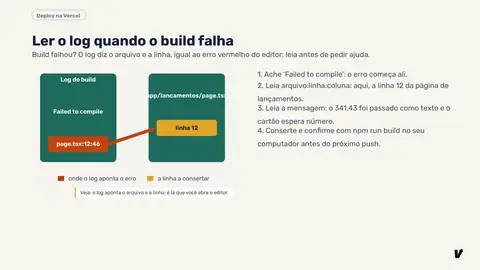 Deploy na Vercel
Ler o log quando o build falha
Build falhou? O log diz o arquivo e a linha, igual ao erro vermelho do editor: leia antes de pedir ajuda.
Log do build
Failed to compile
page.tsx:12:46
app/lancamentos/page.tsx
linha 12
onde o log aponta o erro
a linha a consertar
Veja: o log aponta o arquivo e a linha: é lá que você abre o editor.
1. Ache 'Failed to compile': o erro começa ali.
2. Leia arquivo:linha:coluna: aqui, a linha 12 da página de
lançamentos.
3. Leia a mensagem: o 341.43 foi passado como texto e o
cartão espera número.
4. Conserte e confirme com npm run build no seu
computador antes do próximo push.